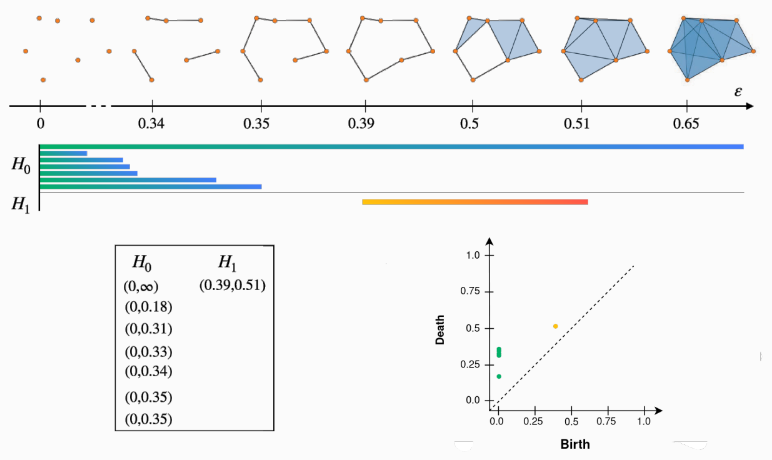 ε
0 0.34 0.35 0.39 0.5 0.51 0.65
H₀
H₁
H₀ H₁
(0,∞) (0.39,0.51)
(0,0.18)
(0,0.31)
(0,0.33)
(0,0.34)
(0,0.35)
(0,0.35)
1.0
0.75
0.5
0.25
0.0
Death
0.0 0.25 0.5 0.75 1.0
Birth